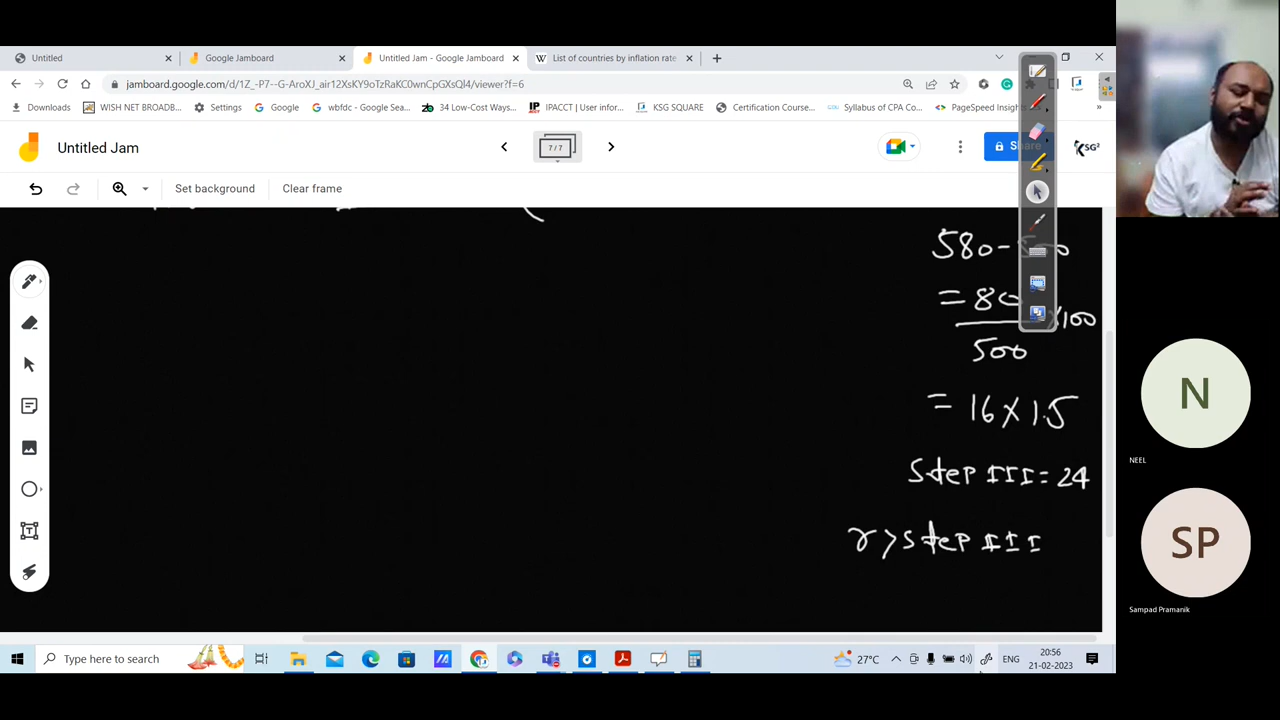 Untitled
Google Jamboard
Untitled Jam - Google Jamboard
List of countries by inflation rate
jamboard.google.com/d/1Z_-P7--G-AroXJ_air12XsKY9oTzRaKC0wnCpGXsQl4/viewer?f=6
Downloads
WISH NET BROADB...
Settings
Google
wbfdc - Google Sea...
34 Low-Cost Ways...
IPACCT | User infor...
KSG SQUARE
Certification Course...
Syllabus of CPA Co...
PageSpeed Insights
Untitled Jam
7 / 7
Share
KSG²
Set background
Clear frame
580-
= 80 ×100
500
= 16 × 1.5
Step III = 24
r > Step III
N
NEEL
SP
Sampad Pramanik
Type here to search
27°C
ENG
20:56
21-02-2023